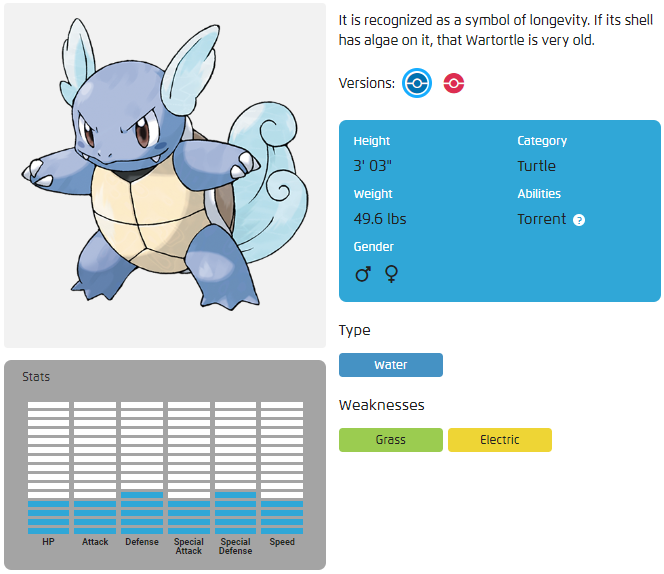 It is recognized as a symbol of longevity. If its shell
has algae on it, that Wartortle is very old.
Versions:
Height
3' 03"
Weight
49.6 lbs
Gender
Category
Turtle
Abilities
Torrent ?
Type
Water
Weaknesses
Grass
Electric
Stats
HP
Attack
Defense
Special
Attack
Special
Defense
Speed